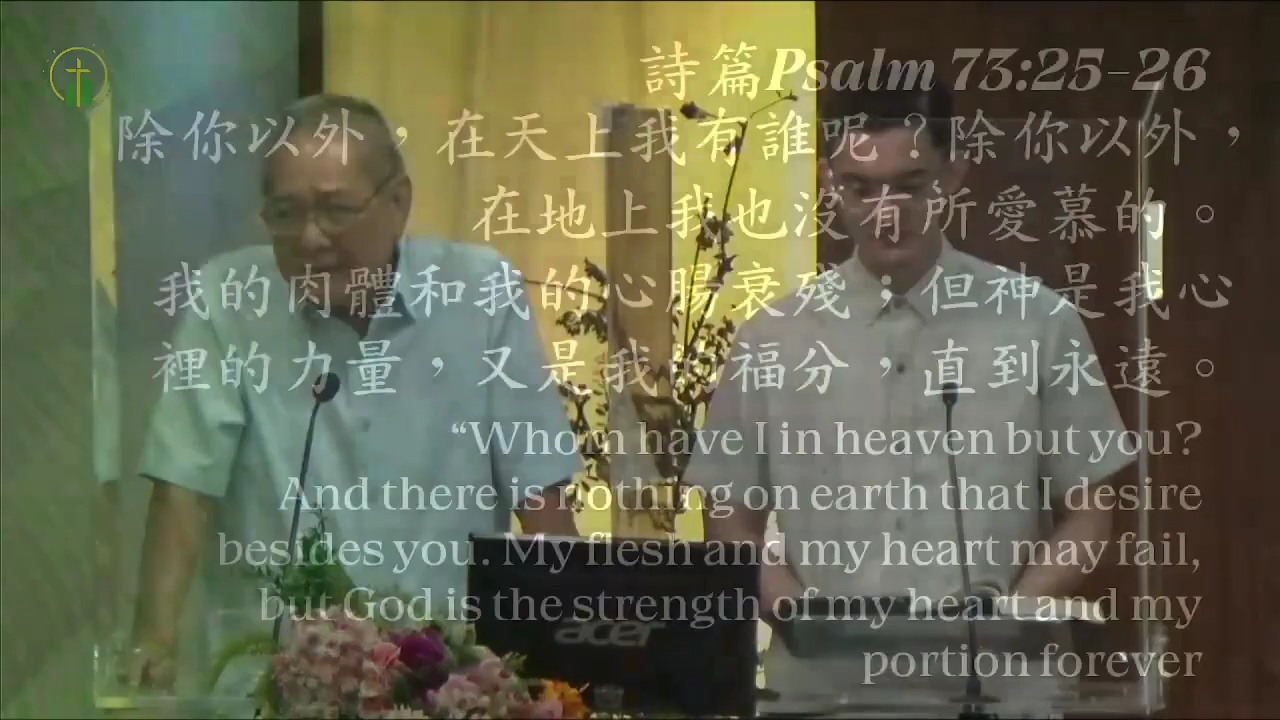 詩篇Psalm 73:25-26
除你以外，在天上我有誰呢？除你以外，
在地上我也沒有所愛慕的。
我的肉體和我的心腸衰殘；但神是我心
裡的力量，又是我的福分，直到永遠。
“Whom have I in heaven but you?
And there is nothing on earth that I desire
besides you. My flesh and my heart may fail,
but God is the strength of my heart and my
portion forever
acer